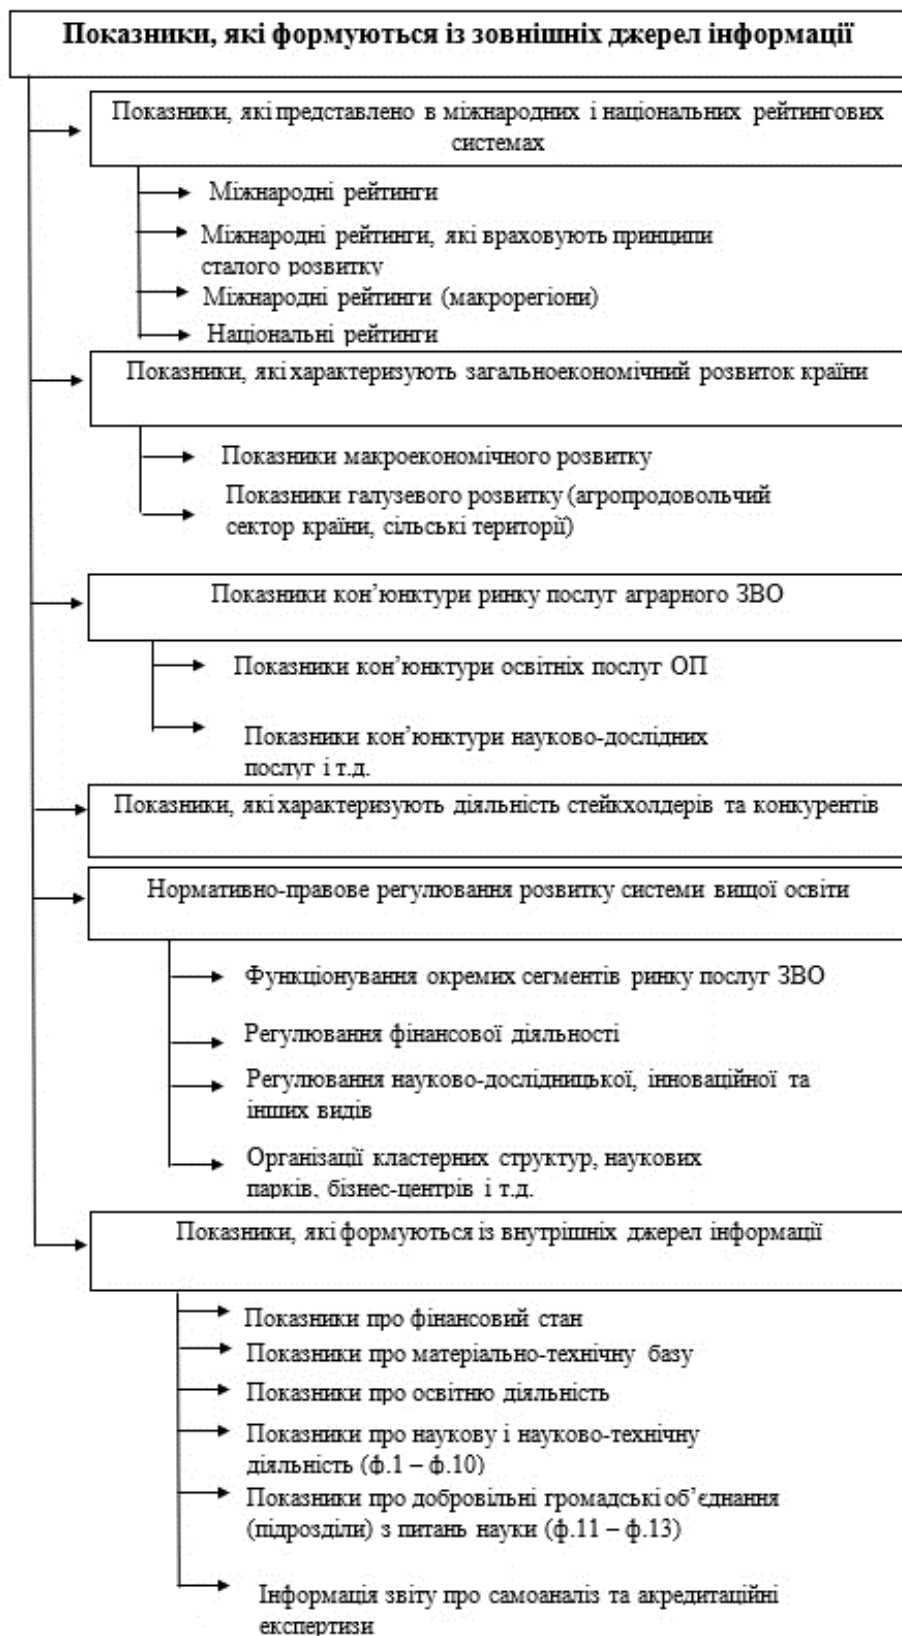 Показники, які формуються із зовнішніх джерел інформації
Показники, які представлено в міжнародних і національних рейтингових
системах
Міжнародні рейтинги
Міжнародні рейтинги, які враховують принципи
сталого розвитку
Міжнародні рейтинги (макрорегіони)
Національні рейтинги
Показники, які характеризують загальноекономічний розвиток країни
Показники макроекономічного розвитку
Показники галузевого розвитку (агропродовольчий
сектор країни, сільські території)
Показники кон’юнктури ринку послуг аграрного ЗВО
Показники кон’юнктури освітніх послуг ОП
Показники кон’юнктури науково-дослідних
послуг і т.д.
Показники, які характеризують діяльність стейкхолдерів та конкурентів
Нормативно-правове регулювання розвитку системи вищої освіти
Функціонування окремих сегментів ринку послуг ЗВО
Регулювання фінансової діяльності
Регулювання науково-дослідницької, інноваційної та
інших видів
Організації кластерних структур, наукових
парків, бізнес-центрів і т.д.
Показники, які формуються із внутрішніх джерел інформації
Показники про фінансовий стан
Показники про матеріально-технічну базу
Показники про освітню діяльність
Показники про наукову і науково-технічну
діяльність (ф.1 – ф.10)
Показники про добровільні громадські об’єднання
(підрозділи) з питань науки (ф.11 – ф.13)
Інформація звіту про самоаналіз та акредитаційні
експертизи